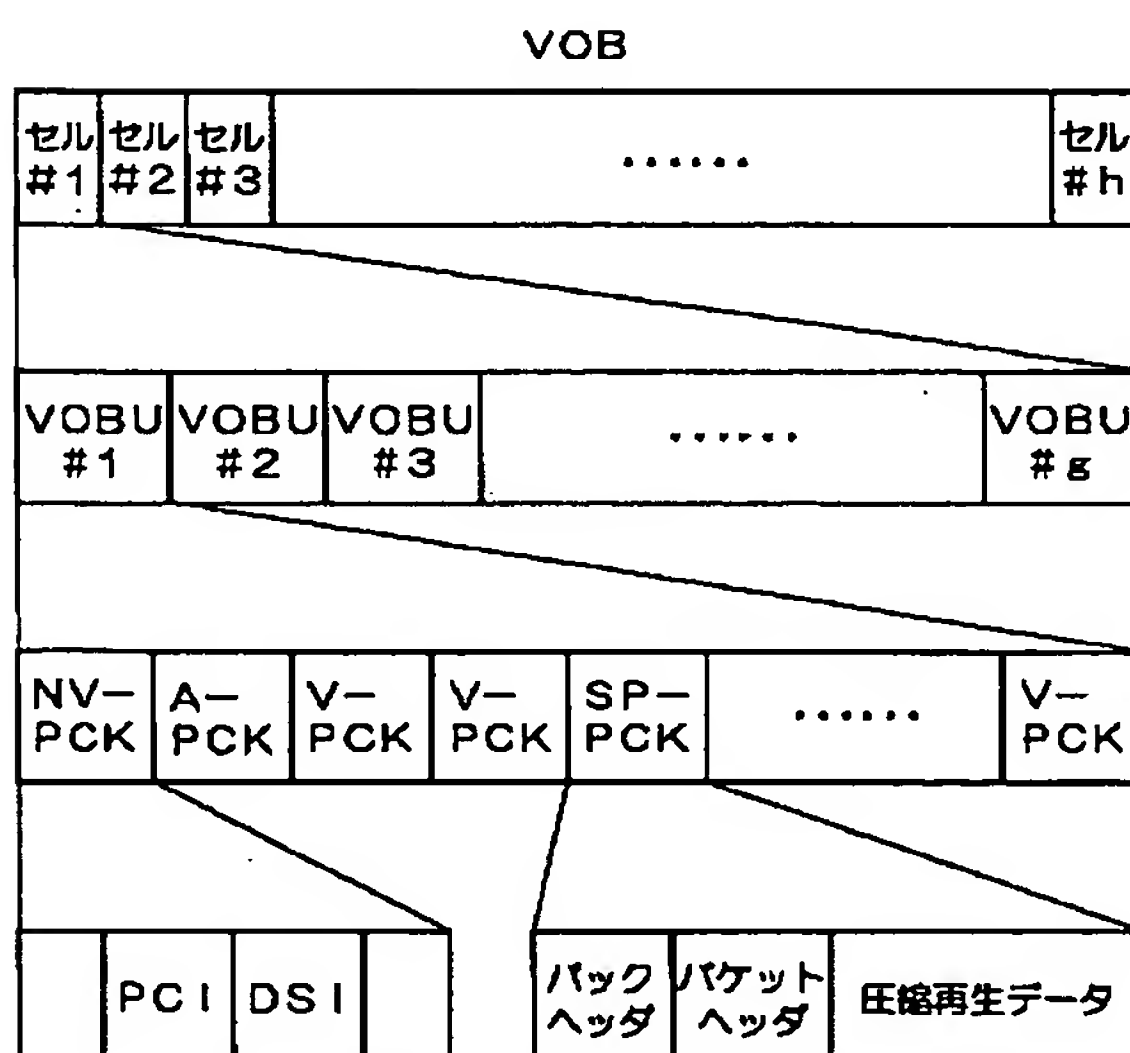 VOB
セル セル セル ...... セル
#1 #2 #3 #h
VOBU VOBU VOBU ...... VOBU
#1 #2 #3 #g
NV- A- V- V- SP- ...... V-
PCK PCK PCK PCK PCK PCK
PCI DSI パック パケット 圧縮再生データ
ヘッダ ヘッダ